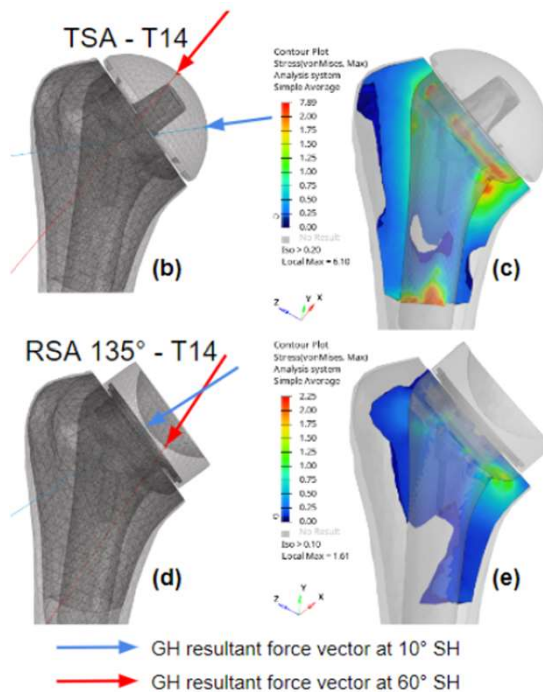 TSA - T14
(b)
Contour Plot
Stress(vonMises, Max)
Analysis system
Simple Average
7.89
2.00
1.75
1.50
1.25
1.00
0.75
0.50
0.25
0.00
No Result
Iso > 0.20
Local Max = 6.10
Z Y X
(c)
RSA 135° - T14
(d)
Contour Plot
Stress(vonMises, Max)
Analysis system
Simple Average
2.25
2.00
1.75
1.50
1.25
1.00
0.75
0.50
0.25
0.00
No Result
Iso > 0.10
Local Max = 1.61
Z Y X
(e)
GH resultant force vector at 10° SH
GH resultant force vector at 60° SH